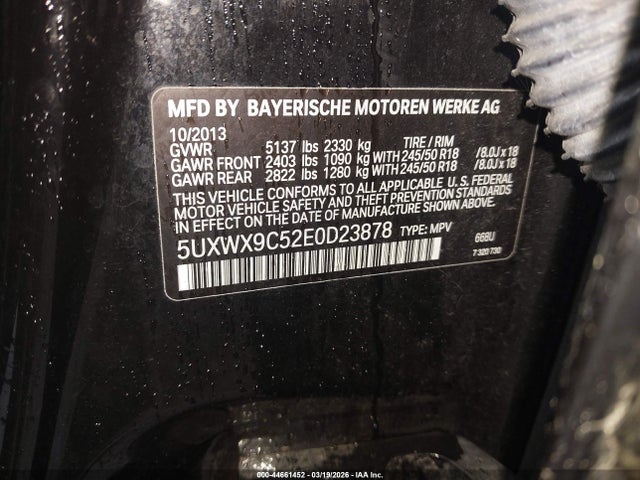 MFD BY BAYERISCHE MOTOREN WERKE AG
10/2013
GVWR 5137 lbs 2330 kg TIRE / RIM
GAWR FRONT 2403 lbs 1090 kg WITH 245/50 R18 /8.0J x 18
GAWR REAR 2822 lbs 1280 kg WITH 245/50 R18 /8.0J x 18
THIS VEHICLE CONFORMS TO ALL APPLICABLE U.S. FEDERAL
MOTOR VEHICLE SAFETY AND THEFT PREVENTION STANDARDS
IN EFFECT ON THE DATE OF MANUFACTURE SHOWN ABOVE.
5UXWX9C52E0D23878 TYPE: MPV 668U
7 320 730
000-44661452 - 03/19/2026 - IAA Inc.